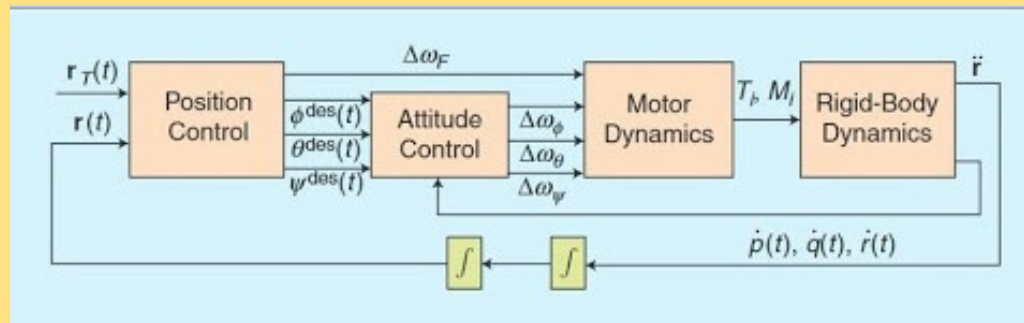 r_T(t)
r(t)
Position
Control
Δω_F
ϕ^des(t)
θ^des(t)
ψ^des(t)
Attitude
Control
Δω_ϕ
Δω_θ
Δω_ψ
Motor
Dynamics
T_i, M_i
Rigid-Body
Dynamics
r̈
ṗ(t), q̇(t), ṙ(t)
∫
∫